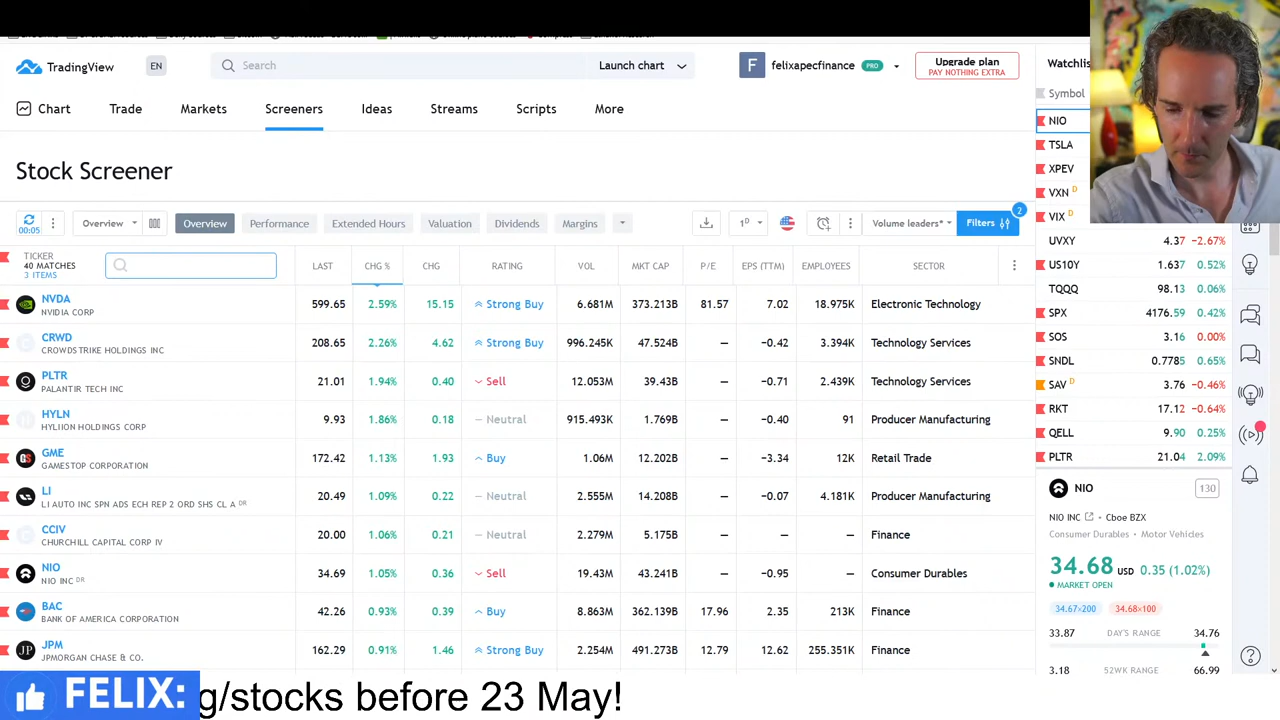 TradingView
EN
Search
Launch chart
F
felixapecfinance
PRO
Upgrade plan
PAY NOTHING EXTRA
Chart
Trade
Markets
Screeners
Ideas
Streams
Scripts
More
Stock Screener
00:05
Overview
Overview
Performance
Extended Hours
Valuation
Dividends
Margins
1D
Volume leaders*
Filters
2
TICKER
40 MATCHES
3 ITEMS
LAST CHG % CHG RATING VOL MKT CAP P/E EPS (TTM) EMPLOYEES SECTOR
NVDA 599.65 2.59% 15.15 Strong Buy 6.681M 373.213B 81.57 7.02 18.975K Electronic Technology
NVIDIA CORP
CRWD 208.65 2.26% 4.62 Strong Buy 996.245K 47.524B — −0.42 3.394K Technology Services
CROWDSTRIKE HOLDINGS INC
PLTR 21.01 1.94% 0.40 Sell 12.053M 39.43B — −0.71 2.439K Technology Services
PALANTIR TECH INC
HYLN 9.93 1.86% 0.18 Neutral 915.493K 1.769B — −0.40 91 Producer Manufacturing
HYLIION HOLDINGS CORP
GME 172.42 1.13% 1.93 Buy 1.06M 12.202B — −3.34 12K Retail Trade
GAMESTOP CORPORATION
LI 20.49 1.09% 0.22 Neutral 2.555M 14.208B — −0.07 4.181K Producer Manufacturing
LI AUTO INC SPN ADS ECH REP 2 ORD SHS CL A DR
CCIV 20.00 1.06% 0.21 Neutral 2.279M 5.175B — — — Finance
CHURCHILL CAPITAL CORP IV
NIO 34.69 1.05% 0.36 Sell 19.43M 43.241B — −0.95 — Consumer Durables
NIO INC DR
BAC 42.26 0.93% 0.39 Buy 8.863M 362.139B 17.96 2.35 213K Finance
BANK OF AMERICA CORPORATION
JPM 162.29 0.91% 1.46 Strong Buy 2.254M 491.273B 12.79 12.62 255.351K Finance
JPMORGAN CHASE & CO.
Watchlis
Symbol
NIO
TSLA
XPEV
VXN D
VIX D
UVXY 4.37 −2.67%
US10Y 1.637 0.52%
TQQQ 98.13 0.06%
SPX 4176.59 0.42%
SOS 3.16 0.00%
SNDL 0.7785 0.65%
SAV D 3.76 −0.46%
RKT 17.12 −0.64%
QELL 9.90 0.25%
PLTR 21.04 2.09%
NIO 130
NIO INC • Cboe BZX
Consumer Durables • Motor Vehicles
34.68 USD 0.35 (1.02%)
MARKET OPEN
34.67×200 34.68×100
33.87 DAY'S RANGE 34.76
3.18 52WK RANGE 66.99
FELIX: g/stocks before 23 May!